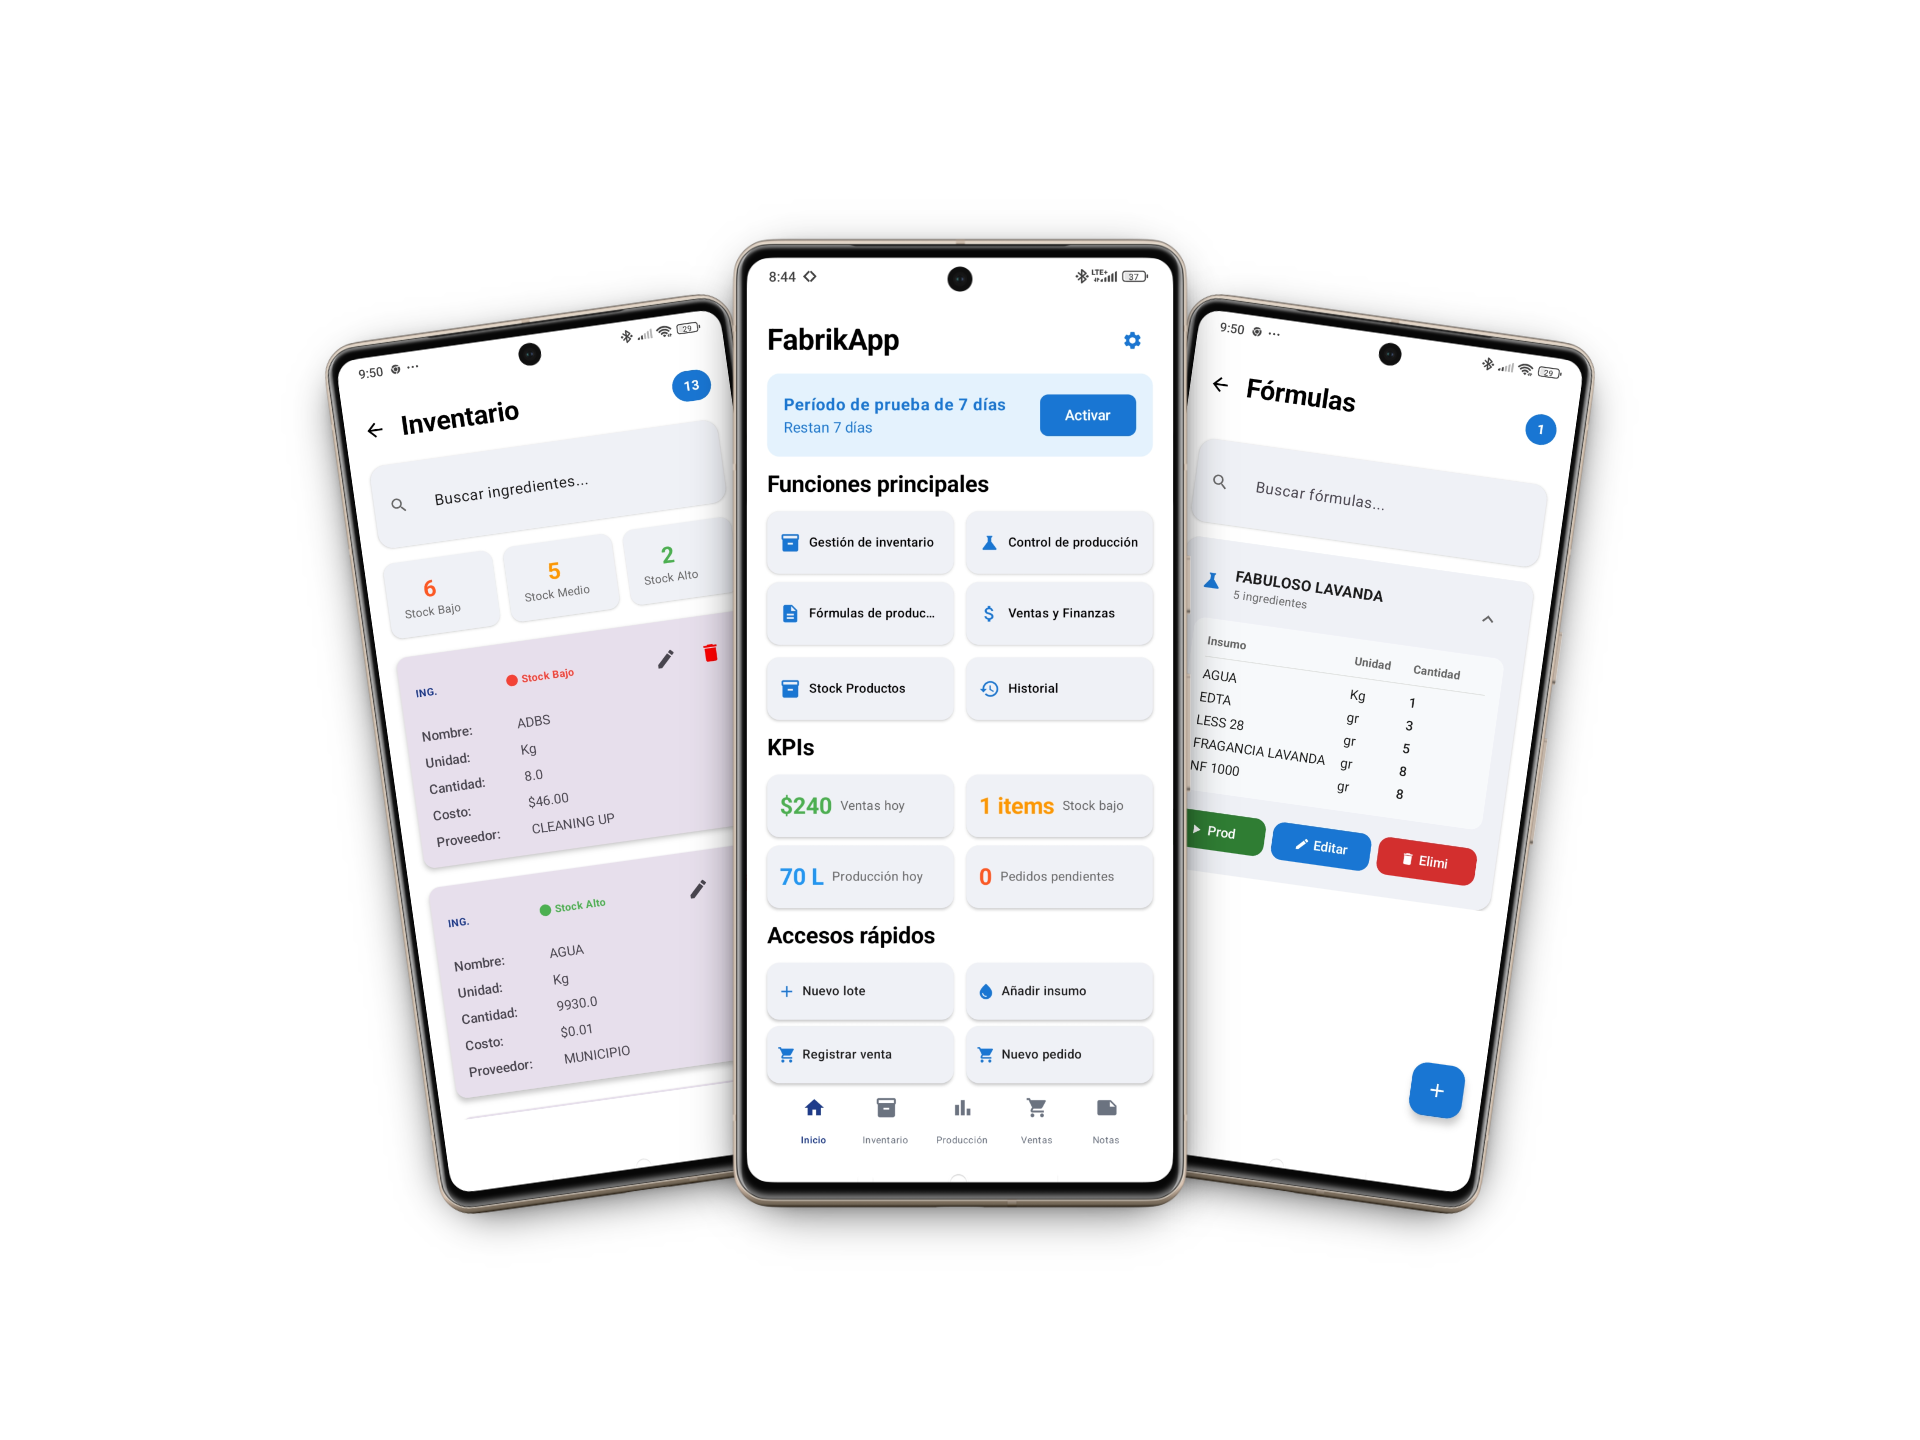 9:50
29
Inventario
13
Buscar ingredientes...
6
Stock Bajo
5
Stock Medio
2
Stock Alto
ING.
Stock Bajo
Nombre: ADBS
Unidad: Kg
Cantidad: 8.0
Costo: $46.00
Proveedor: CLEANING UP
ING.
Stock Alto
Nombre: AGUA
Unidad: Kg
Cantidad: 9930.0
Costo: $0.01
Proveedor: MUNICIPIO
8:44
LTE+
37
FabrikApp
Período de prueba de 7 días
Restan 7 días
Activar
Funciones principales
Gestión de inventario
Control de producción
Fórmulas de produc...
Ventas y Finanzas
Stock Productos
Historial
KPIs
$240 Ventas hoy
1 items Stock bajo
70 L Producción hoy
0 Pedidos pendientes
Accesos rápidos
Nuevo lote
Añadir insumo
Registrar venta
Nuevo pedido
Inicio
Inventario
Producción
Ventas
Notas
9:50
29
Fórmulas
1
Buscar fórmulas...
FABULOSO LAVANDA
5 ingredientes
Insumo Unidad Cantidad
AGUA Kg 1
EDTA gr 3
LESS 28 gr 5
FRAGANCIA LAVANDA gr 8
NF 1000 gr 8
Prod
Editar
Elimi